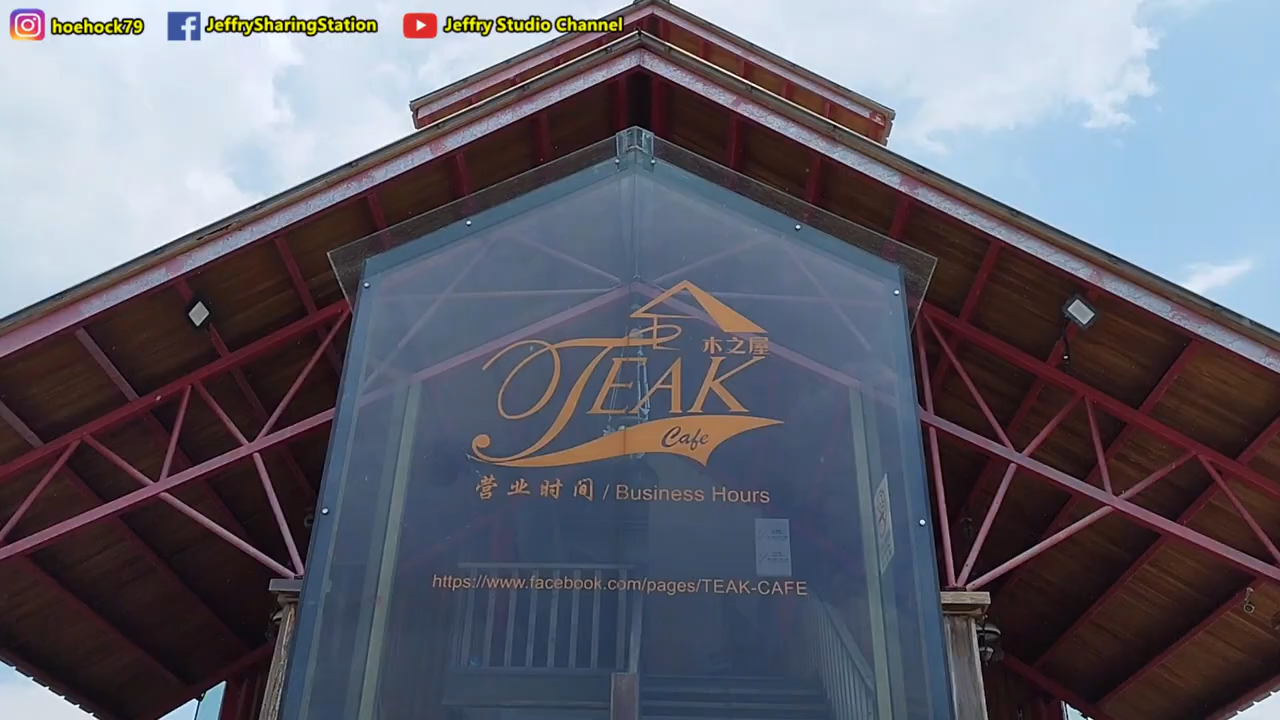 hoehock79 JeffrySharingStation Jeffry Studio Channel
木之屋
TEAK
Cafe
营业时间 / Business Hours
https://www.facebook.com/pages/TEAK-CAFE